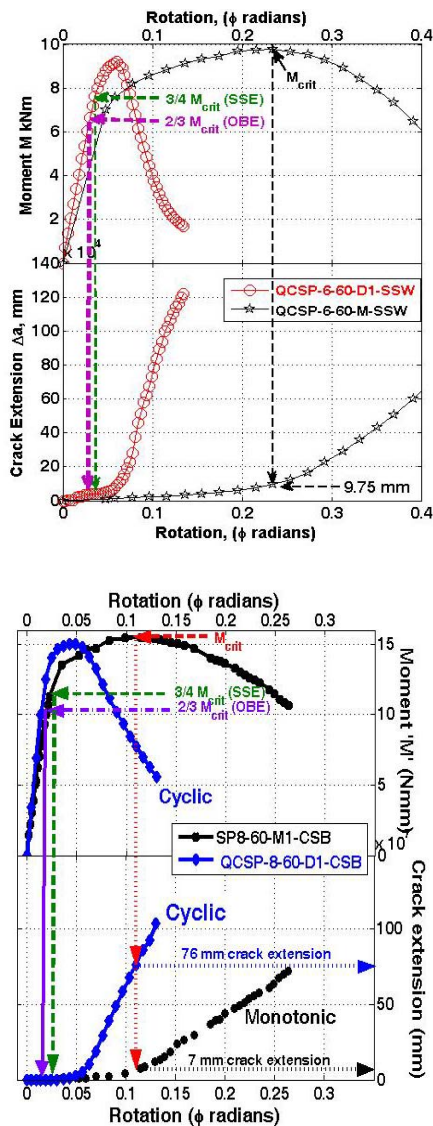 Rotation, (ϕ radians)
0 0.1 0.2 0.3 0.4
10
8
6
4
2
Moment M kNm
M_crit
3/4 M_crit (SSE)
2/3 M_crit (OBE)
x 10^4
140
120
100
80
60
40
20
0
Crack Extension Δa, mm
QCSP-6-60-D1-SSW
QCSP-6-60-M-SSW
9.75 mm
0 0.1 0.2 0.3 0.4
Rotation, (ϕ radians)
Rotation (ϕ radians)
0 0.05 0.1 0.15 0.2 0.25 0.3
15
10
5
Moment 'M' (Nmm)
M_crit
3/4 M_crit (SSE)
2/3 M_crit (OBE)
Cyclic
SP8-60-M1-CSB
QCSP-8-60-D1-CSB
Cyclic
100
50
0
Crack extension (mm)
76 mm crack extension
Monotonic
7 mm crack extension
0 0.05 0.1 0.15 0.2 0.25 0.3
Rotation (ϕ radians)